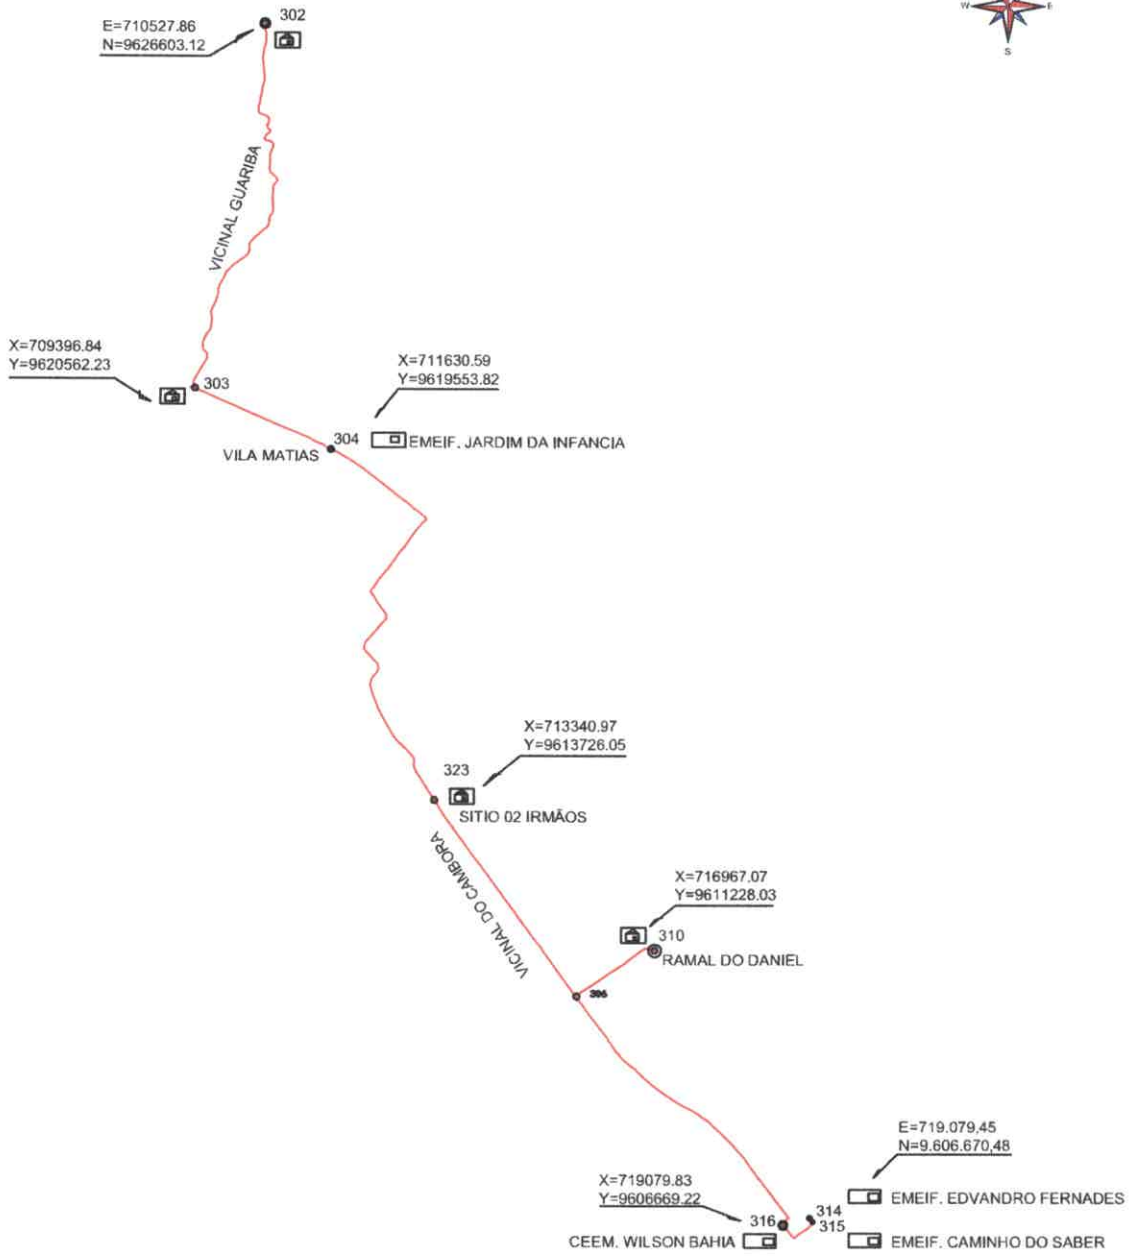 302
E=710527.86
N=9626603.12
W
E
S
VICINAL GUARIBA
X=709396.84
Y=9620562.23
303
X=711630.59
Y=9619553.82
304
EMEIF. JARDIM DA INFANCIA
VILA MATIAS
X=713340.97
Y=9613726.05
323
SITIO 02 IRMÃOS
VICINAL DO CAMBORA
X=716967.07
Y=9611228.03
310
RAMAL DO DANIEL
E=719.079,45
N=9.606.670,48
X=719079.83
Y=9606669.22
EMEIF. EDVANDRO FERNADES
314
316
315
CEEM. WILSON BAHIA
EMEIF. CAMINHO DO SABER